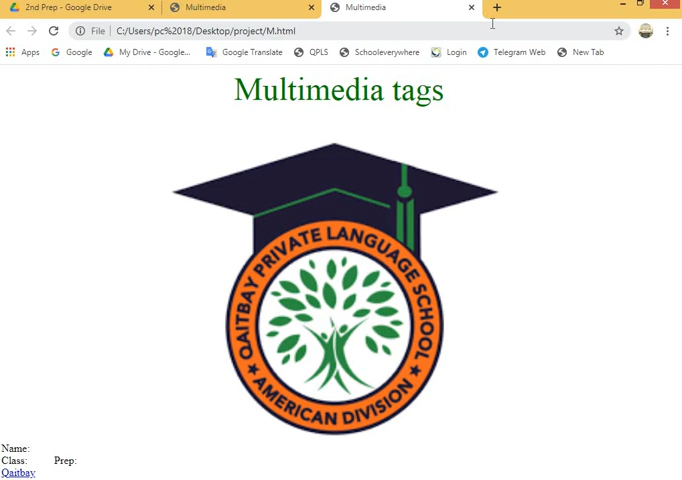 2nd Prep - Google Drive
Multimedia
Multimedia
File
C:/Users/pc%2018/Desktop/project/M.html
Apps
Google
My Drive - Google...
Google Translate
QPLS
Schooleverywhere
Login
Telegram Web
New Tab
Multimedia tags
QAITBAY PRIVATE LANGUAGE SCHOOL
AMERICAN DIVISION
Name:
Class: Prep:
Qaitbay